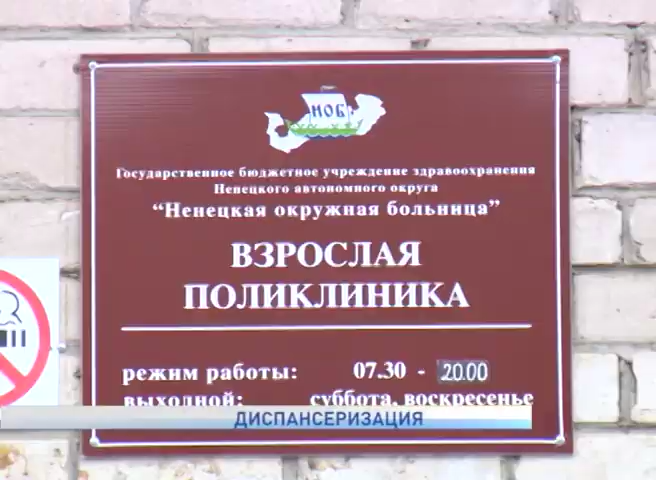 НОБ
Государственное бюджетное учреждение здравоохранения
Ненецкого автономного округа
“Ненецкая окружная больница”
ВЗРОСЛАЯ
ПОЛИКЛИНИКА
режим работы: 07.30 - 20.00
выходной: суббота, воскресенье
ДИСПАНСЕРИЗАЦИЯ